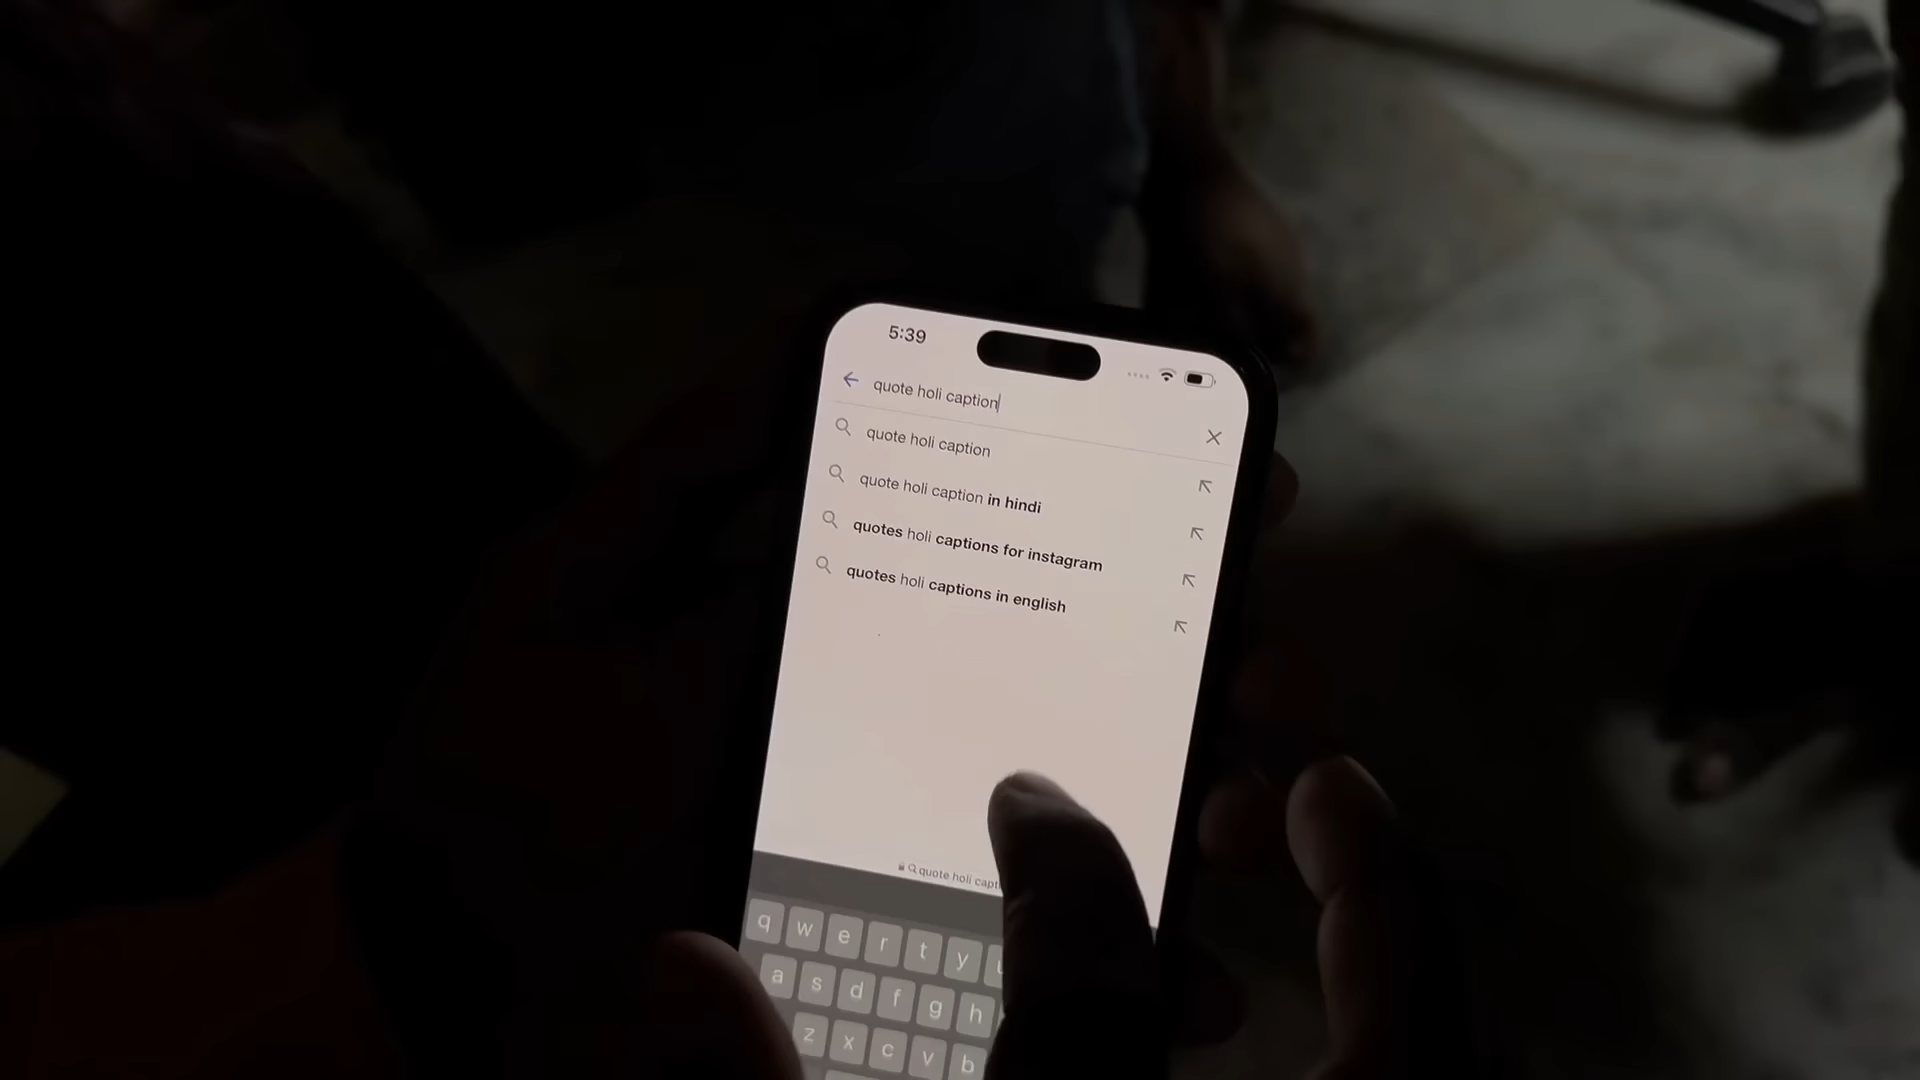 5:39
quote holi caption
quote holi caption
quote holi caption in hindi
quotes holi captions for instagram
quotes holi captions in english
quote holi capti
q w e r t y u
a s d f g h
z x c v b